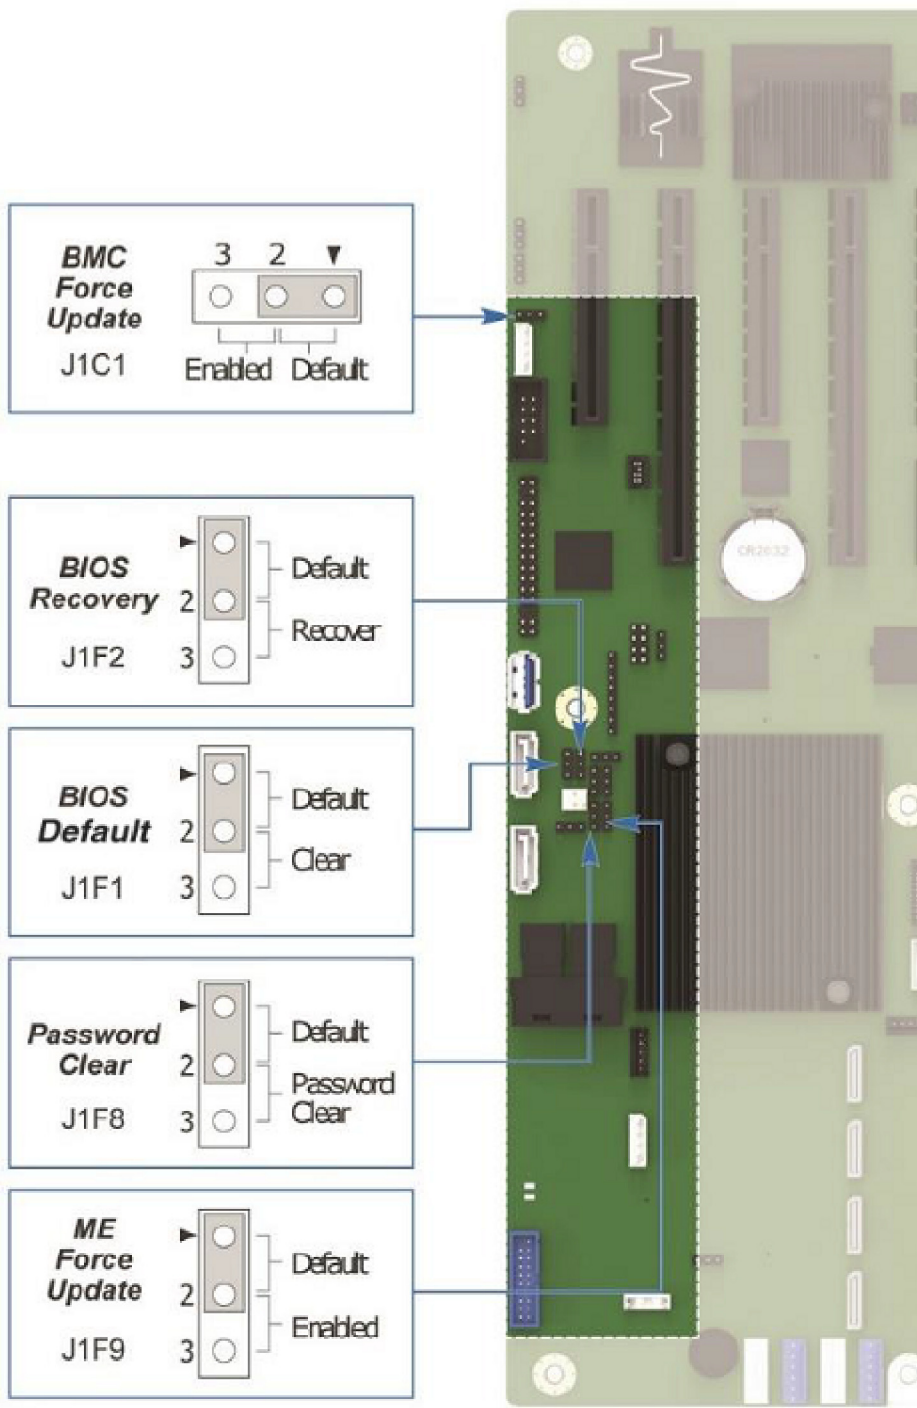 BMC
Force
Update
J1C1
3 2
Enabled Default
BIOS
Recovery
J1F2
2
3
Default
Recover
BIOS
Default
J1F1
2
3
Default
Clear
Password
Clear
J1F8
2
3
Default
Password
Clear
ME
Force
Update
J1F9
2
3
Default
Enabled
CR2032